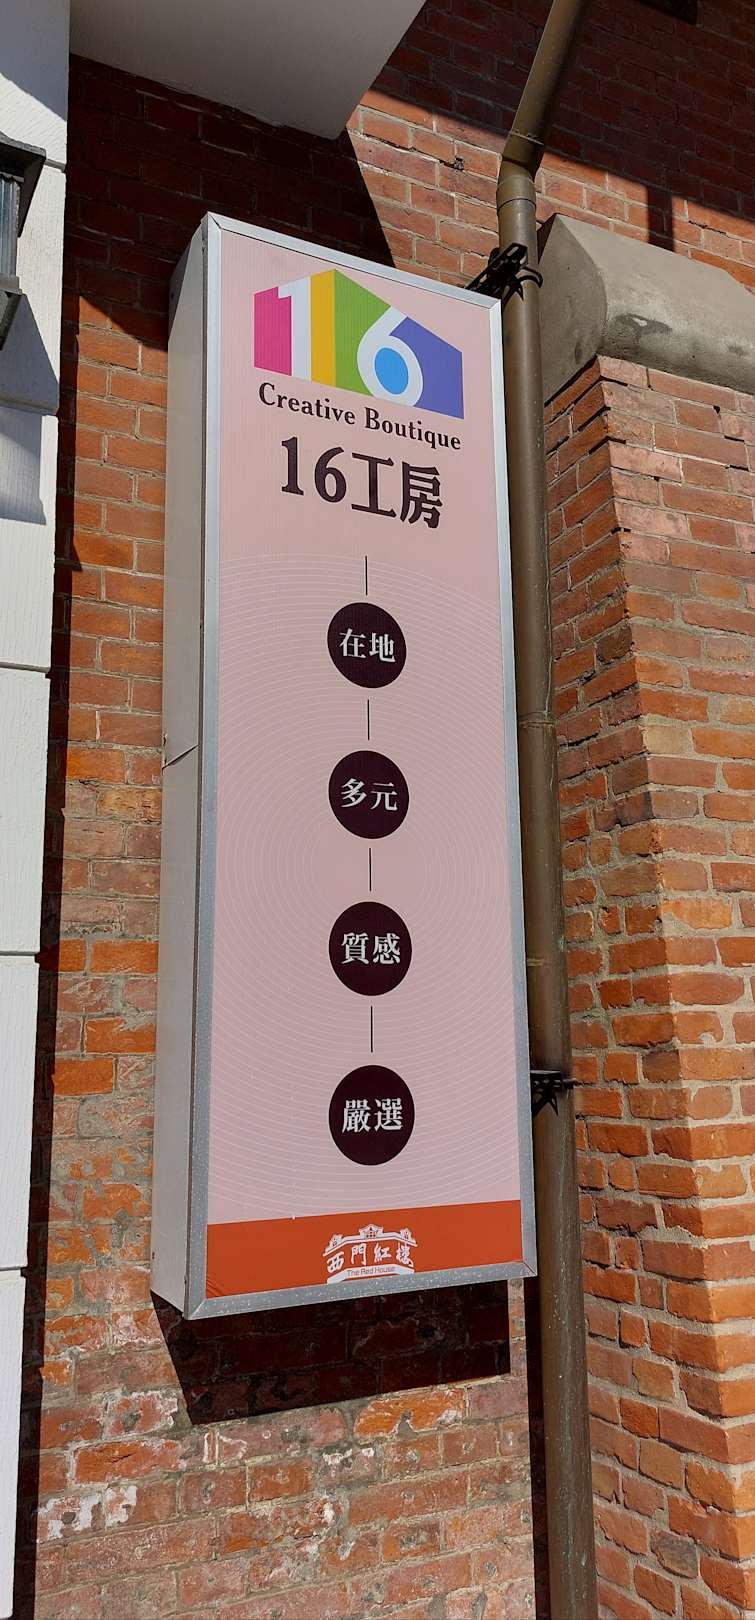 16
Creative Boutique
16工房
在地
多元
質感
嚴選
西門紅樓
The Red House